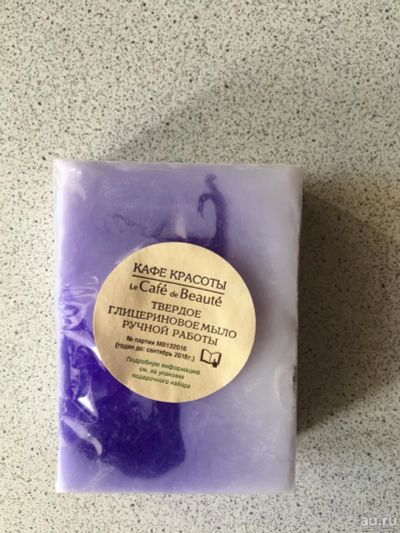 КАФЕ КРАСОТЫ
Le Café de Beauté
ТВЕРДОЕ
ГЛИЦЕРИНОВОЕ МЫЛО
РУЧНОЙ РАБОТЫ
№ партии МВ132016
(годен до: сентябрь 2018г.)
Подробную информацию
см. на упаковке
подарочного набора
au.ru